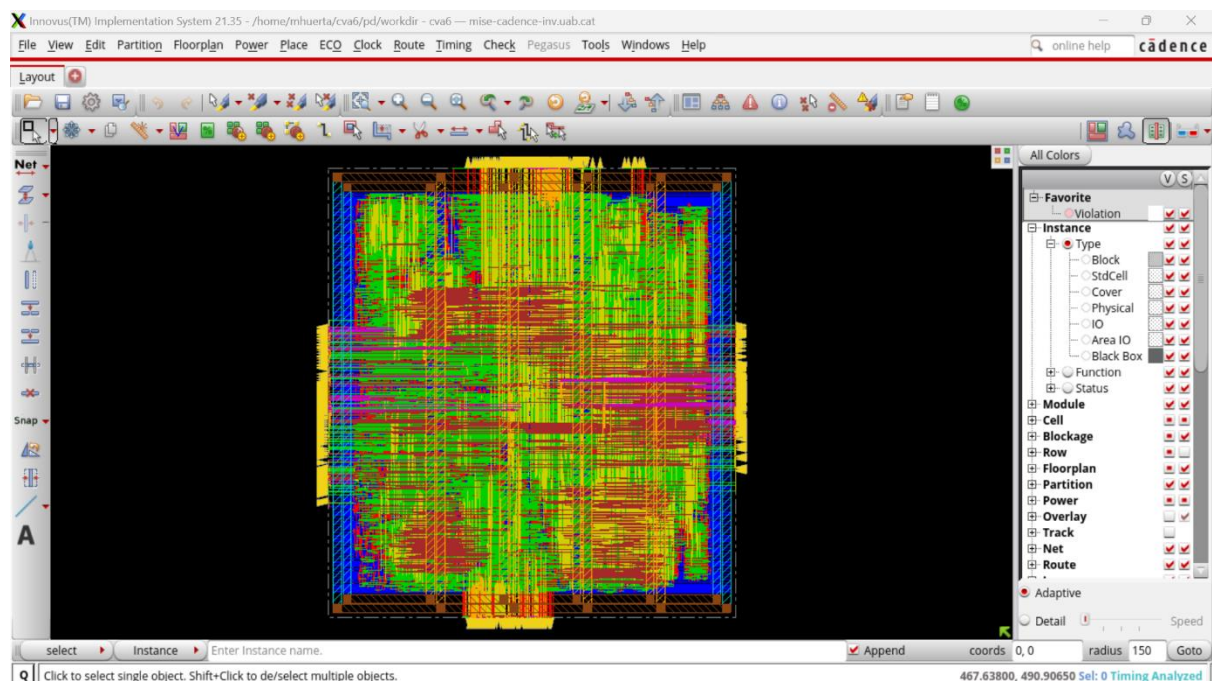 Innovus(TM) Implementation System 21.35 - /home/mhuerta/cva6/pd/workdir - cva6 — mise-cadence-inv.uab.cat
File View Edit Partition Floorplan Power Place ECO Clock Route Timing Check Pegasus Tools Windows Help
online help
cādence
Layout
Net
Snap
A
All Colors
V S
Favorite
Violation
Instance
Type
Block
StdCell
Cover
Physical
IO
Area IO
Black Box
Function
Status
Module
Cell
Blockage
Row
Floorplan
Partition
Power
Overlay
Track
Net
Route
Adaptive
Detail Speed
select Instance Enter Instance name. Append coords 0, 0 radius 150 Goto
Q Click to select single object. Shift+Click to de/select multiple objects. 467.63800, 490.90650 Sel: 0 Timing Analyzed